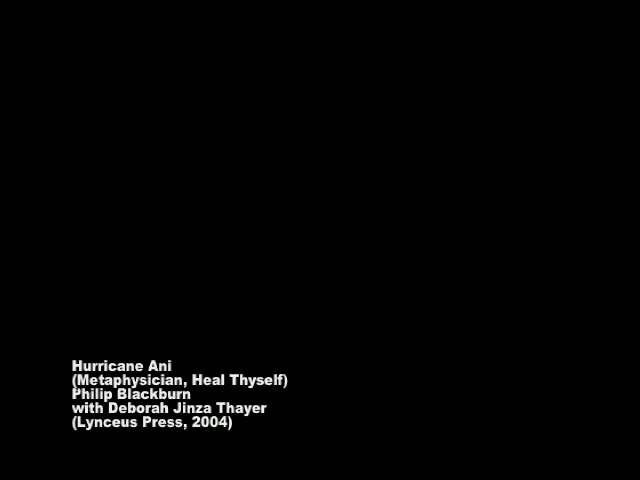 Hurricane Ani
(Metaphysician, Heal Thyself)
Philip Blackburn
with Deborah Jinza Thayer
(Lynceus Press, 2004)